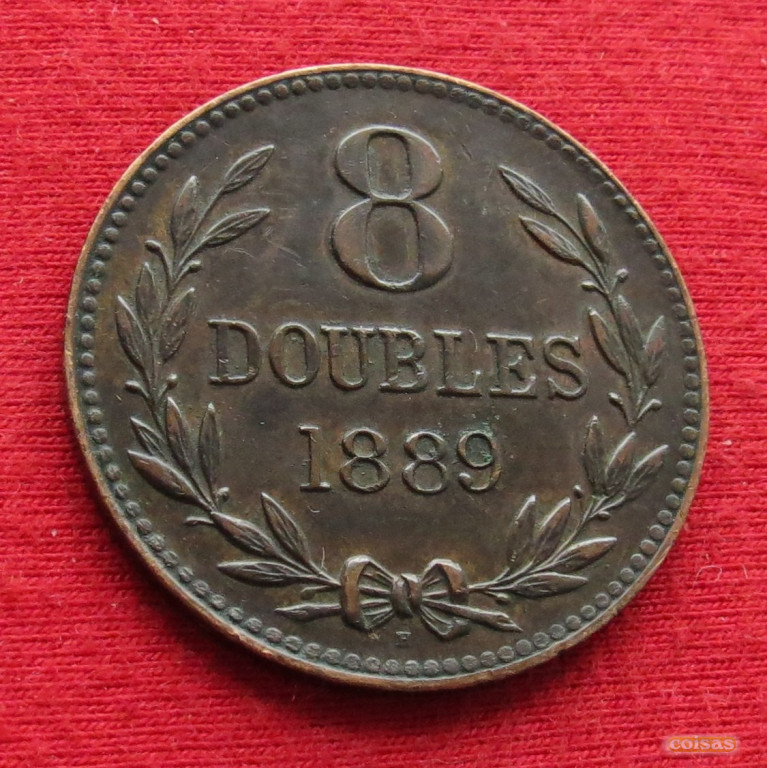 8
DOUBLES
1889
F
coisas